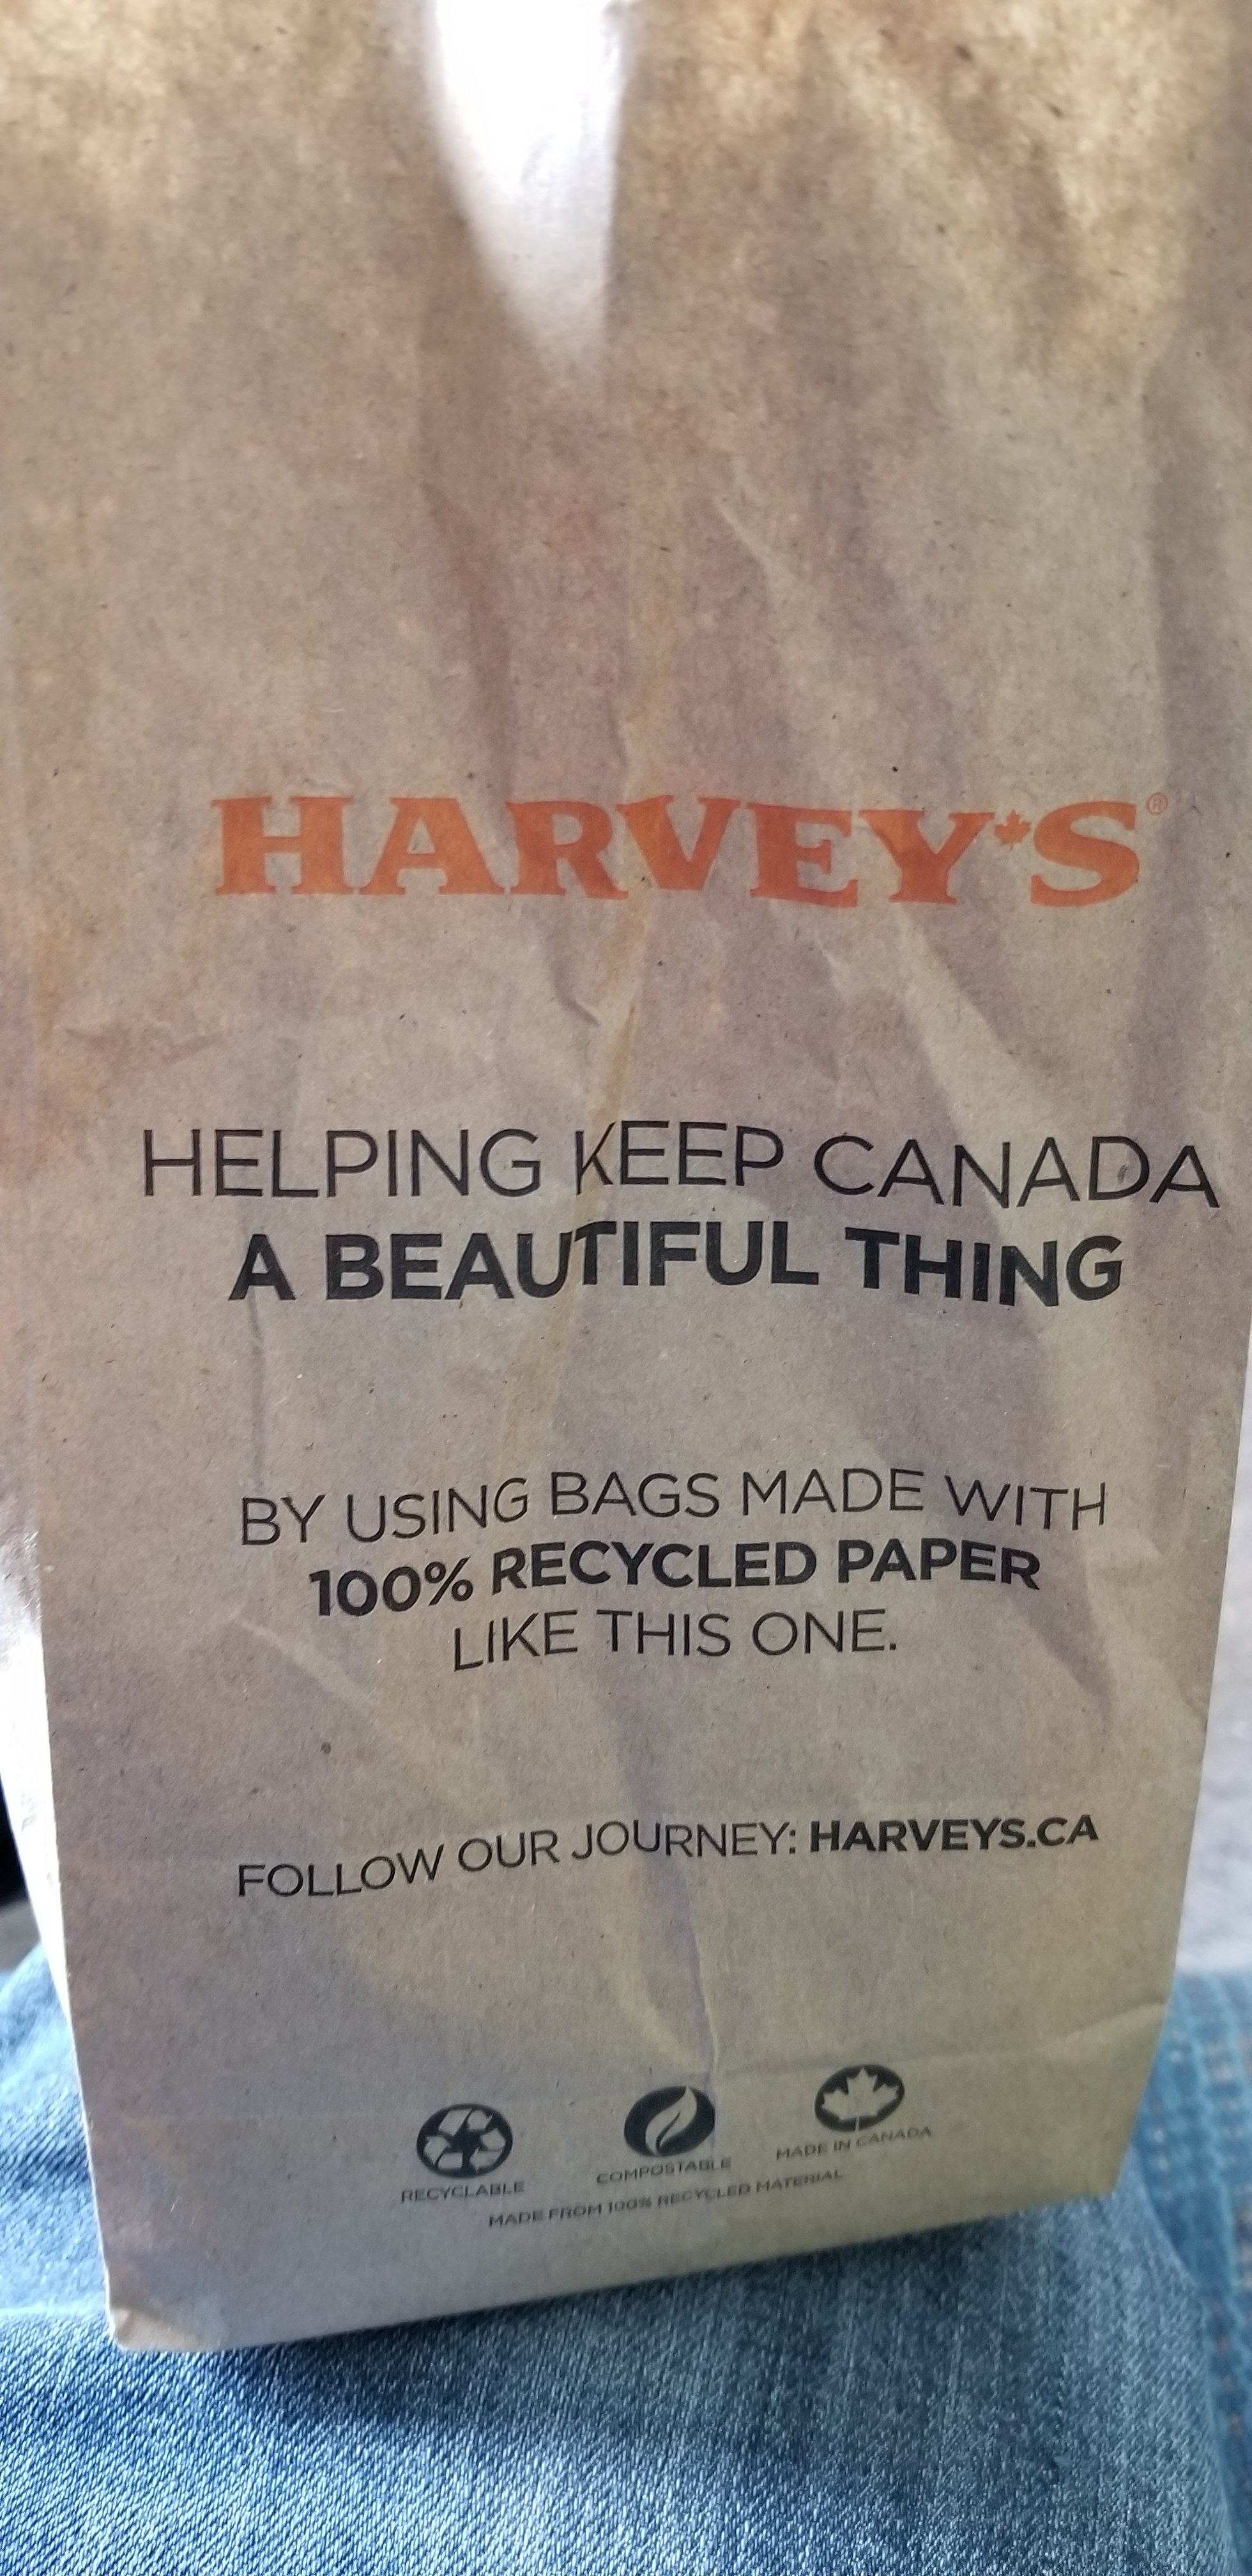 HARVEY'S®
HELPING KEEP CANADA
A BEAUTIFUL THING
BY USING BAGS MADE WITH
100% RECYCLED PAPER
LIKE THIS ONE.
FOLLOW OUR JOURNEY: HARVEYS.CA
RECYCLABLE COMPOSTABLE MADE IN CANADA
MADE FROM 100% RECYCLED MATERIAL